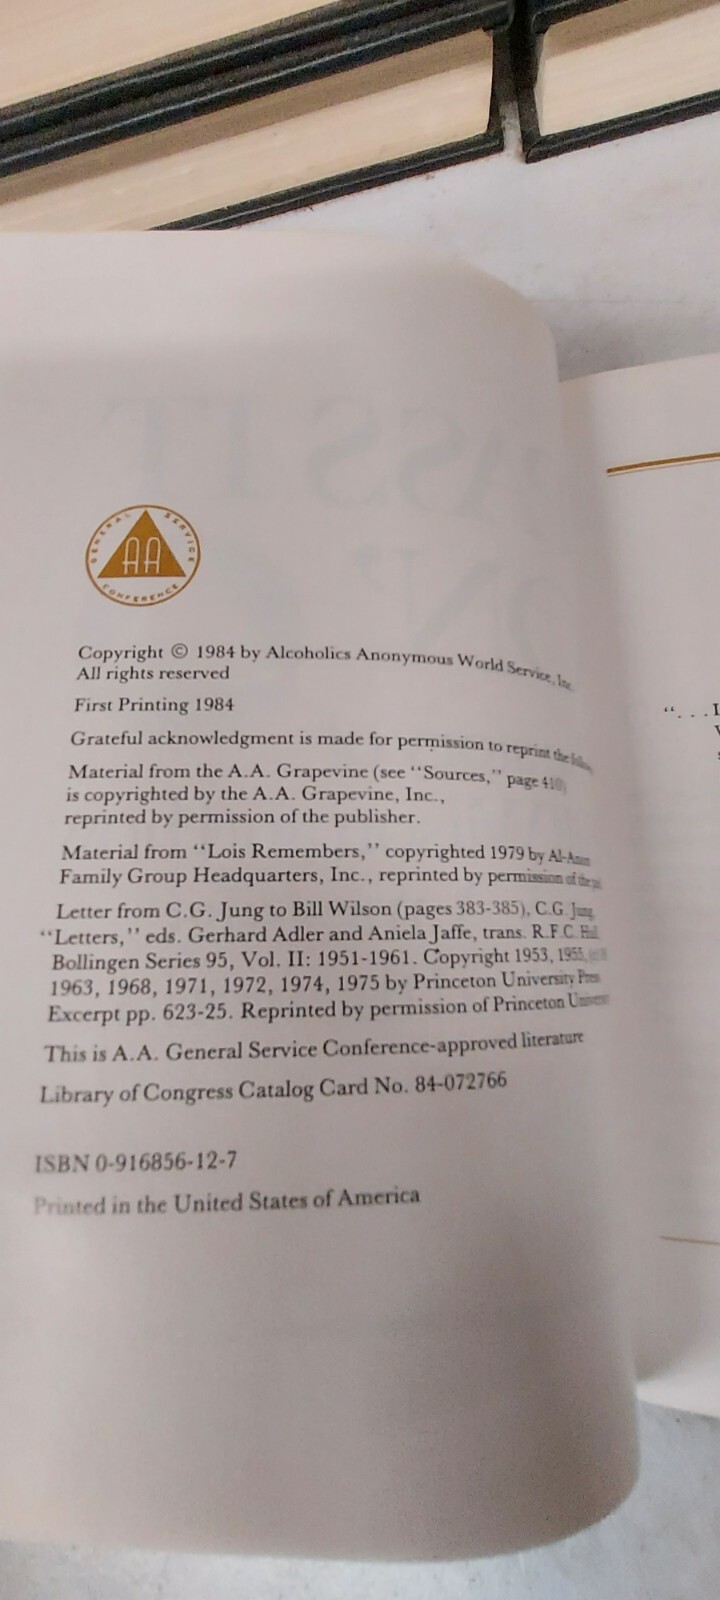 GENERAL SERVICE
AA
CONFERENCE
Copyright © 1984 by Alcoholics Anonymous World Service, Inc.
All rights reserved
First Printing 1984
Grateful acknowledgment is made for permission to reprint the
Material from the A.A. Grapevine (see "Sources," page 410)
is copyrighted by the A.A. Grapevine, Inc.,
reprinted by permission of the publisher.
Material from "Lois Remembers," copyrighted 1979 by Al-Anon
Family Group Headquarters, Inc., reprinted by permission of the
Letter from C.G. Jung to Bill Wilson (pages 383-385), C.G. Jung
"Letters," eds. Gerhard Adler and Aniela Jaffe, trans. R.F.C. Hull
Bollingen Series 95, Vol. II: 1951-1961. Copyright 1953, 1955,
1963, 1968, 1971, 1972, 1974, 1975 by Princeton University Press
Excerpt pp. 623-25. Reprinted by permission of Princeton
This is A.A. General Service Conference-approved literature
Library of Congress Catalog Card No. 84-072766
ISBN 0-916856-12-7
Printed in the United States of America
"...I